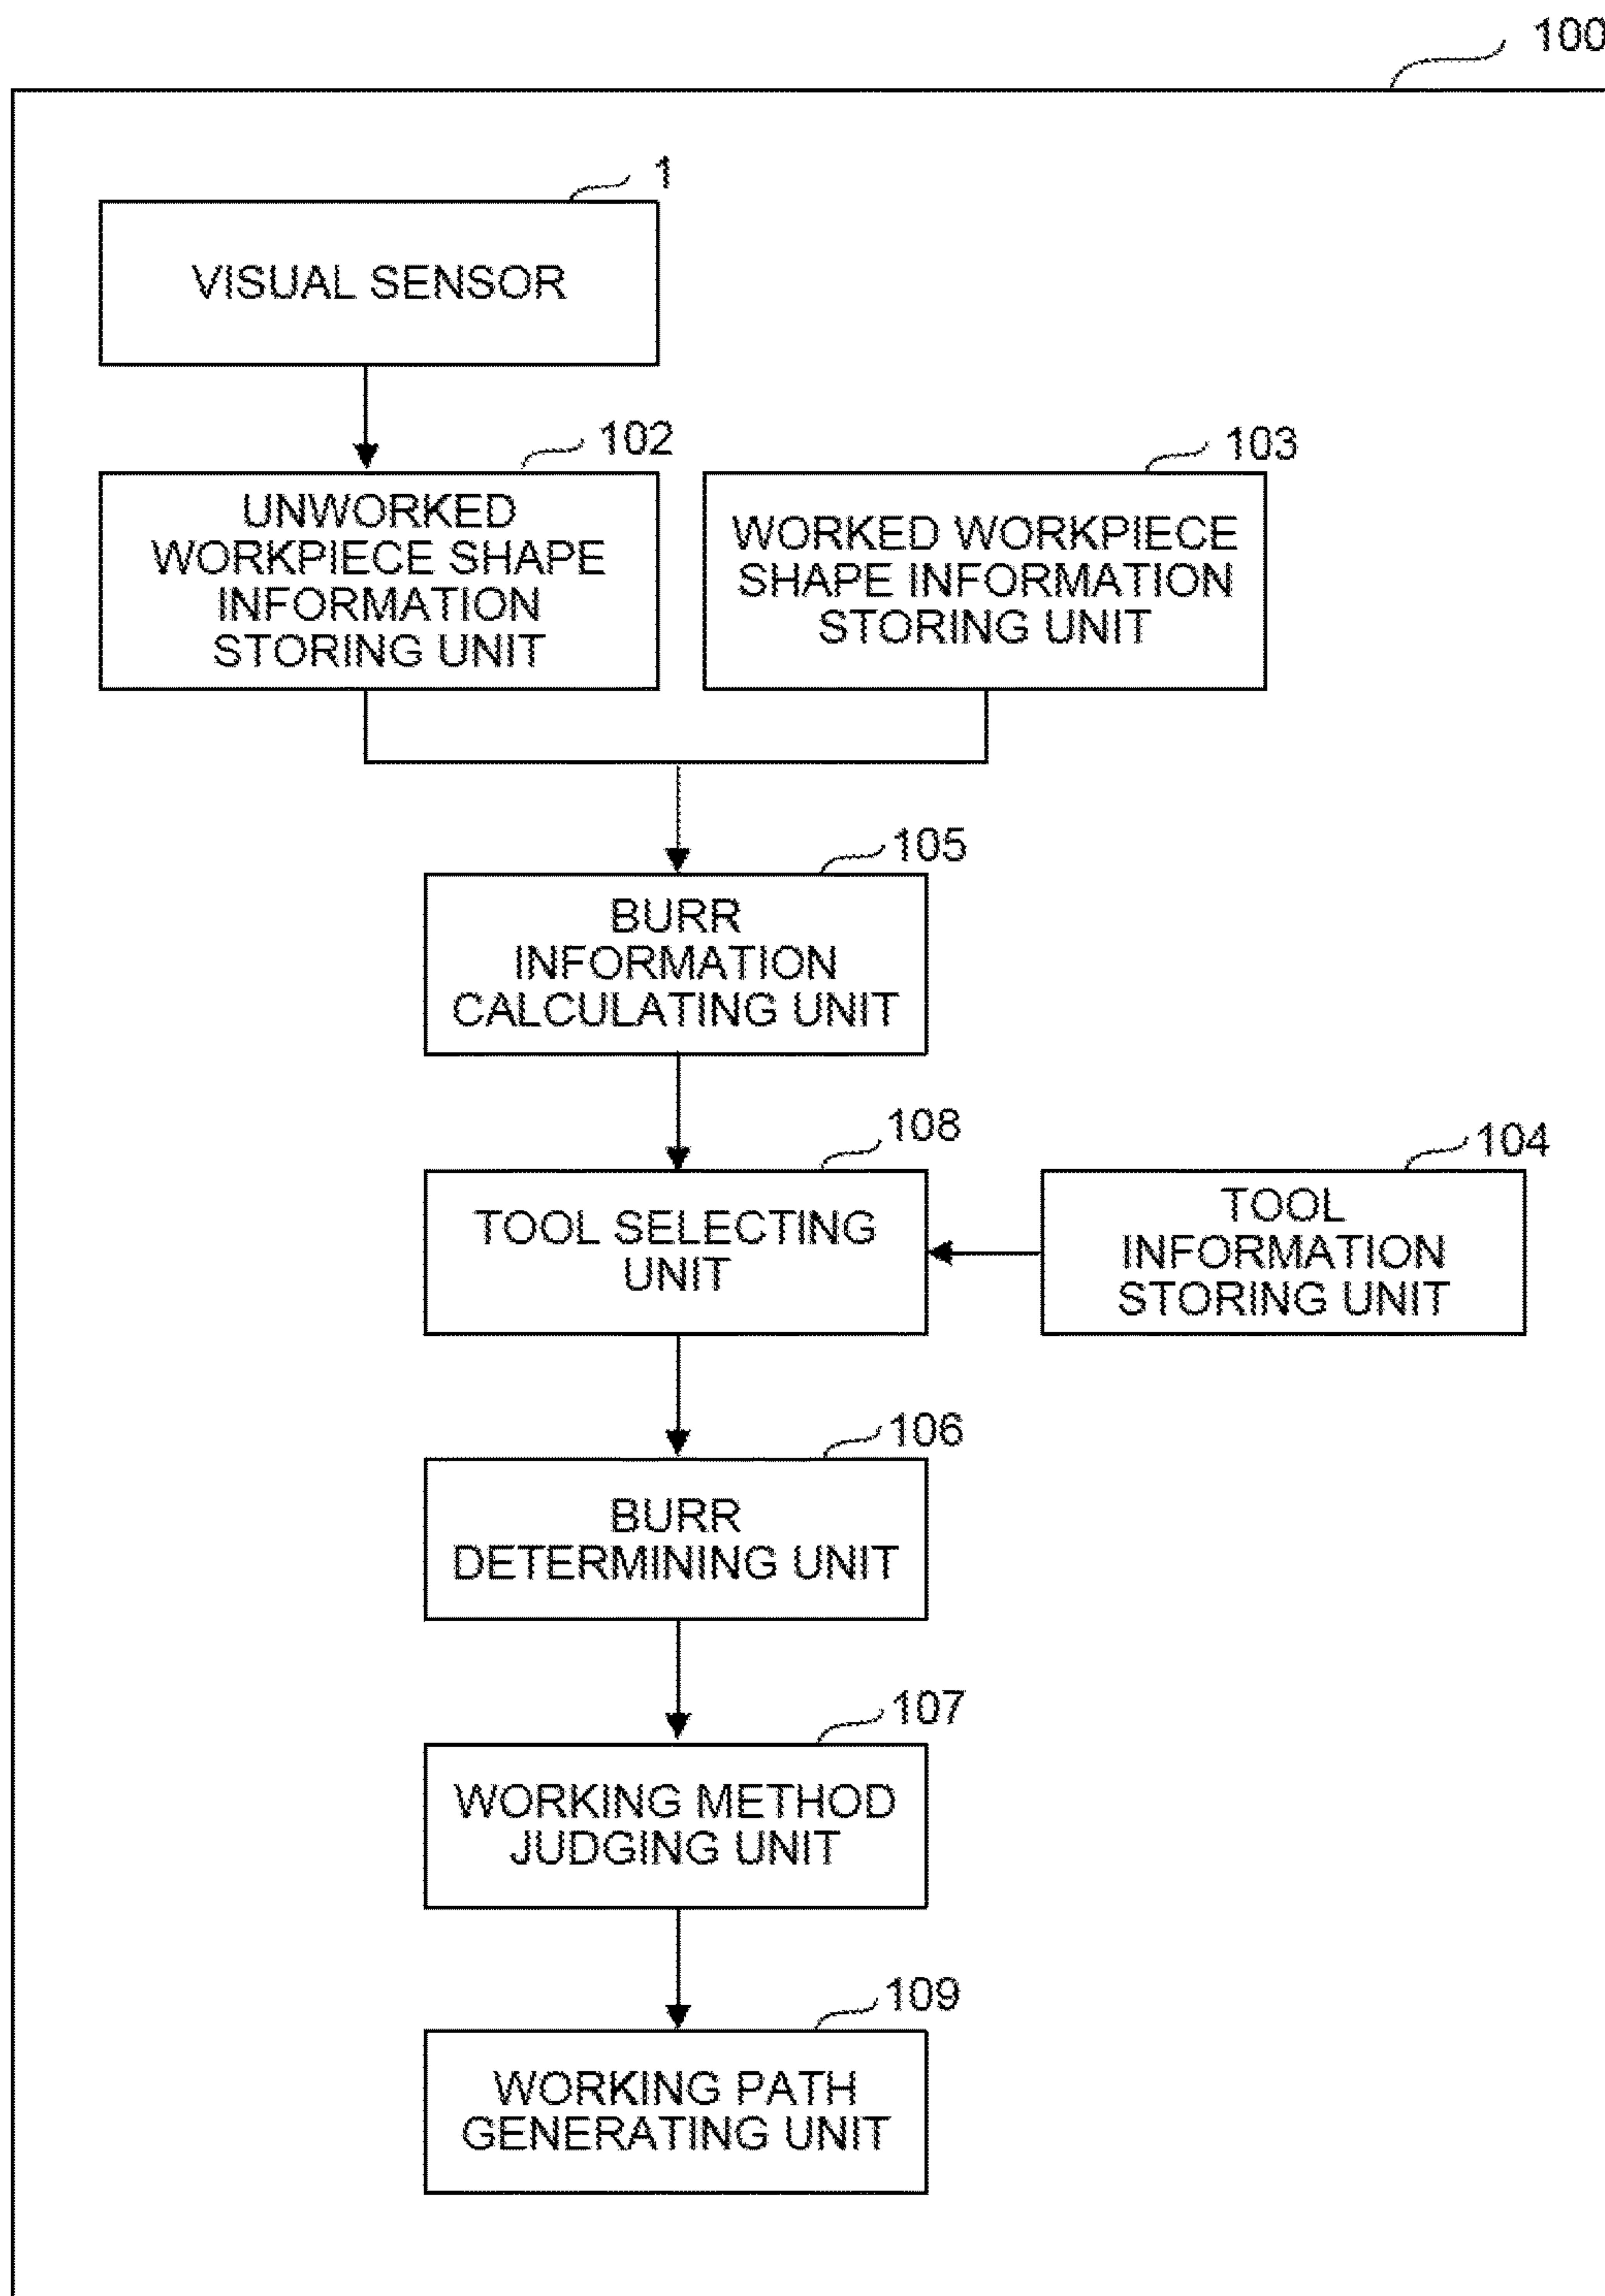 100
1
VISUAL SENSOR
102
UNWORKED
WORKPIECE SHAPE
INFORMATION
STORING UNIT
103
WORKED WORKPIECE
SHAPE INFORMATION
STORING UNIT
105
BURR
INFORMATION
CALCULATING UNIT
108
TOOL SELECTING
UNIT
104
TOOL
INFORMATION
STORING UNIT
106
BURR
DETERMINING UNIT
107
WORKING METHOD
JUDGING UNIT
109
WORKING PATH
GENERATING UNIT